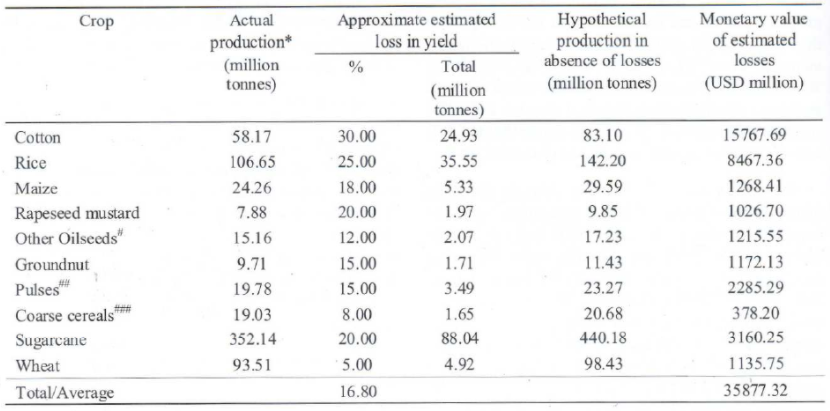 Crop Actual production* (million tonnes) Approximate estimated loss in yield Hypothetical production in absence of losses (million tonnes) Monetary value of estimated losses (USD million)
% Total (million tonnes)
Cotton 58.17 30.00 24.93 83.10 15767.69
Rice 106.65 25.00 35.55 142.20 8467.36
Maize 24.26 18.00 5.33 29.59 1268.41
Rapeseed mustard 7.88 20.00 1.97 9.85 1026.70
Other Oilseeds# 15.16 12.00 2.07 17.23 1215.55
Groundnut 9.71 15.00 1.71 11.43 1172.13
Pulses## 19.78 15.00 3.49 23.27 2285.29
Coarse cereals### 19.03 8.00 1.65 20.68 378.20
Sugarcane 352.14 20.00 88.04 440.18 3160.25
Wheat 93.51 5.00 4.92 98.43 1135.75
Total/Average 16.80 35877.32